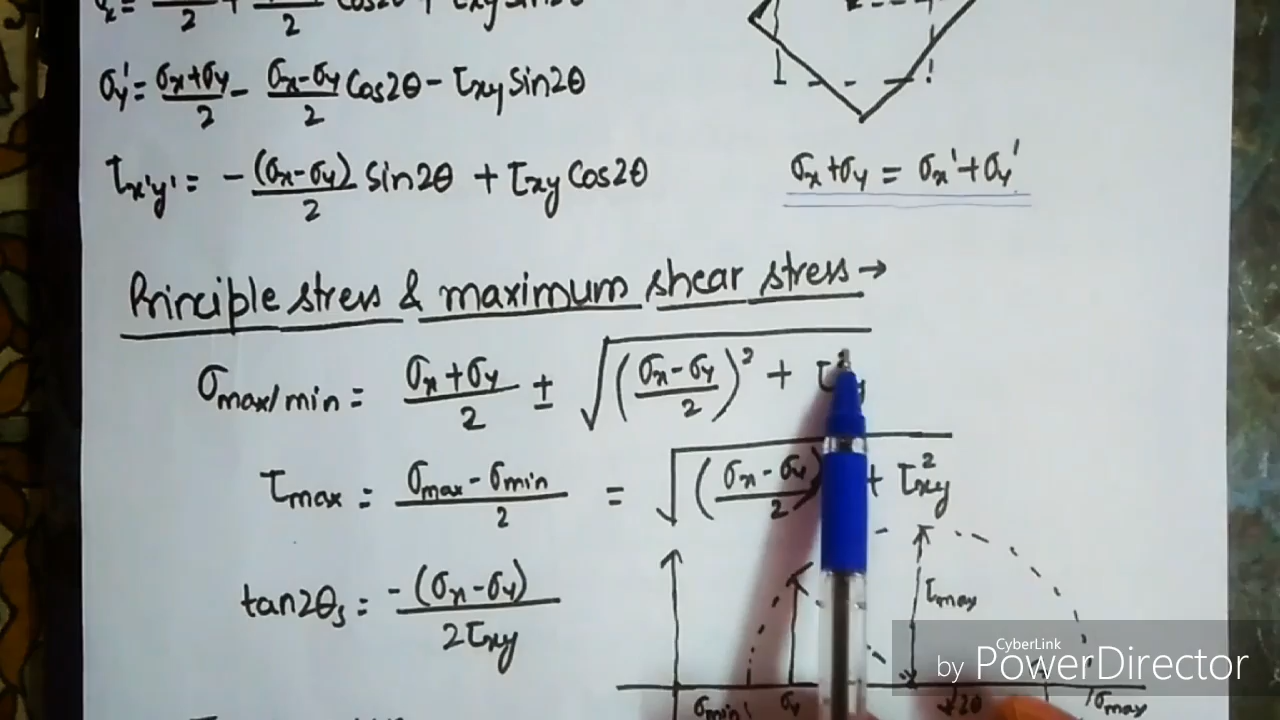 σy' = σx+σy/2 - σx-σy/2 Cos2θ - τxy Sin2θ
τx'y' = -(σx-σy)/2 Sin2θ + τxy Cos2θ
σx+σy = σx'+σy'
Principle stress & maximum shear stress →
σmax/min = σx+σy/2 ± √(σx-σy/2)² + τ²
τmax = σmax-σmin/2 = √(σx-σy/2 + τxy²
tan2θs = -(σx-σy)/2τxy
τmax
CyberLink
by PowerDirector
σmin σy 2θ σmax